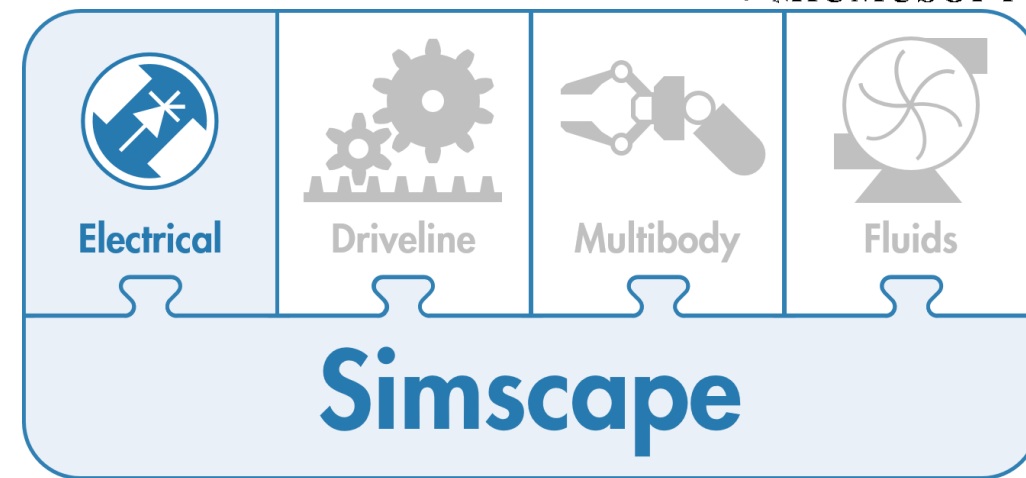 Electrical
Driveline
Multibody
Fluids
Simscape